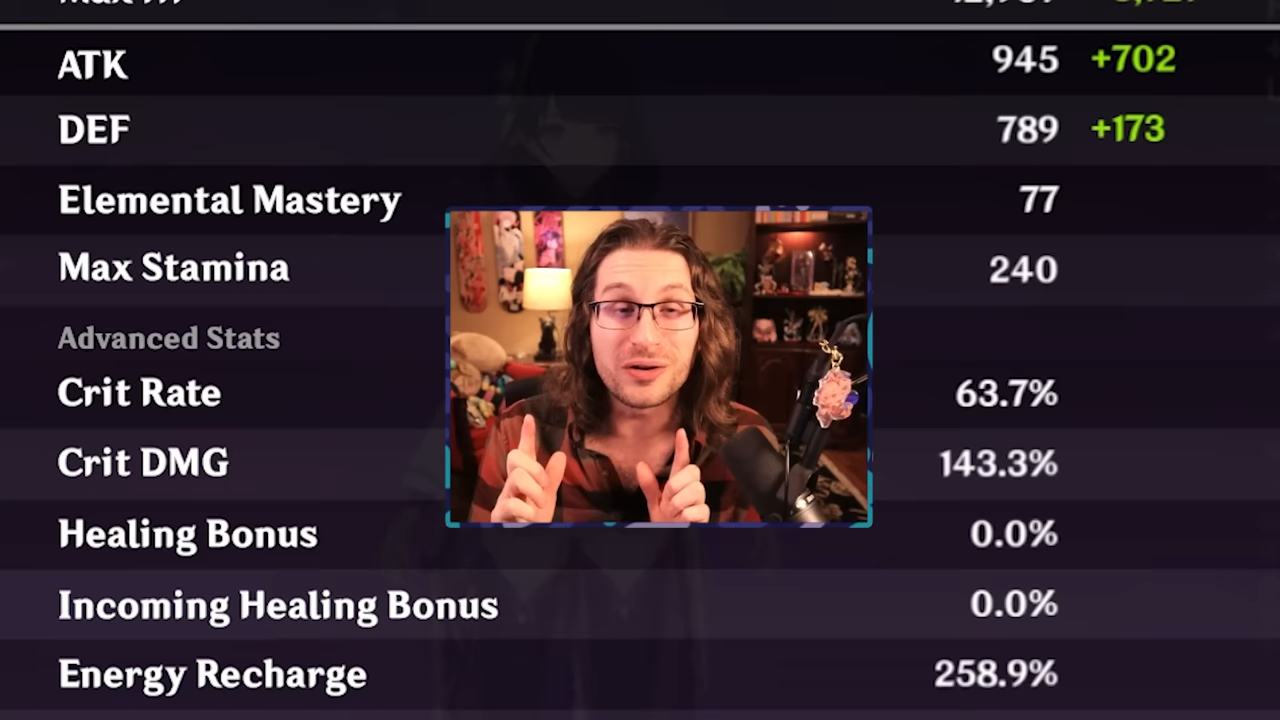 ATK 945 +702
DEF 789 +173
Elemental Mastery 77
Max Stamina 240
Advanced Stats
Crit Rate 63.7%
Crit DMG 143.3%
Healing Bonus 0.0%
Incoming Healing Bonus 0.0%
Energy Recharge 258.9%